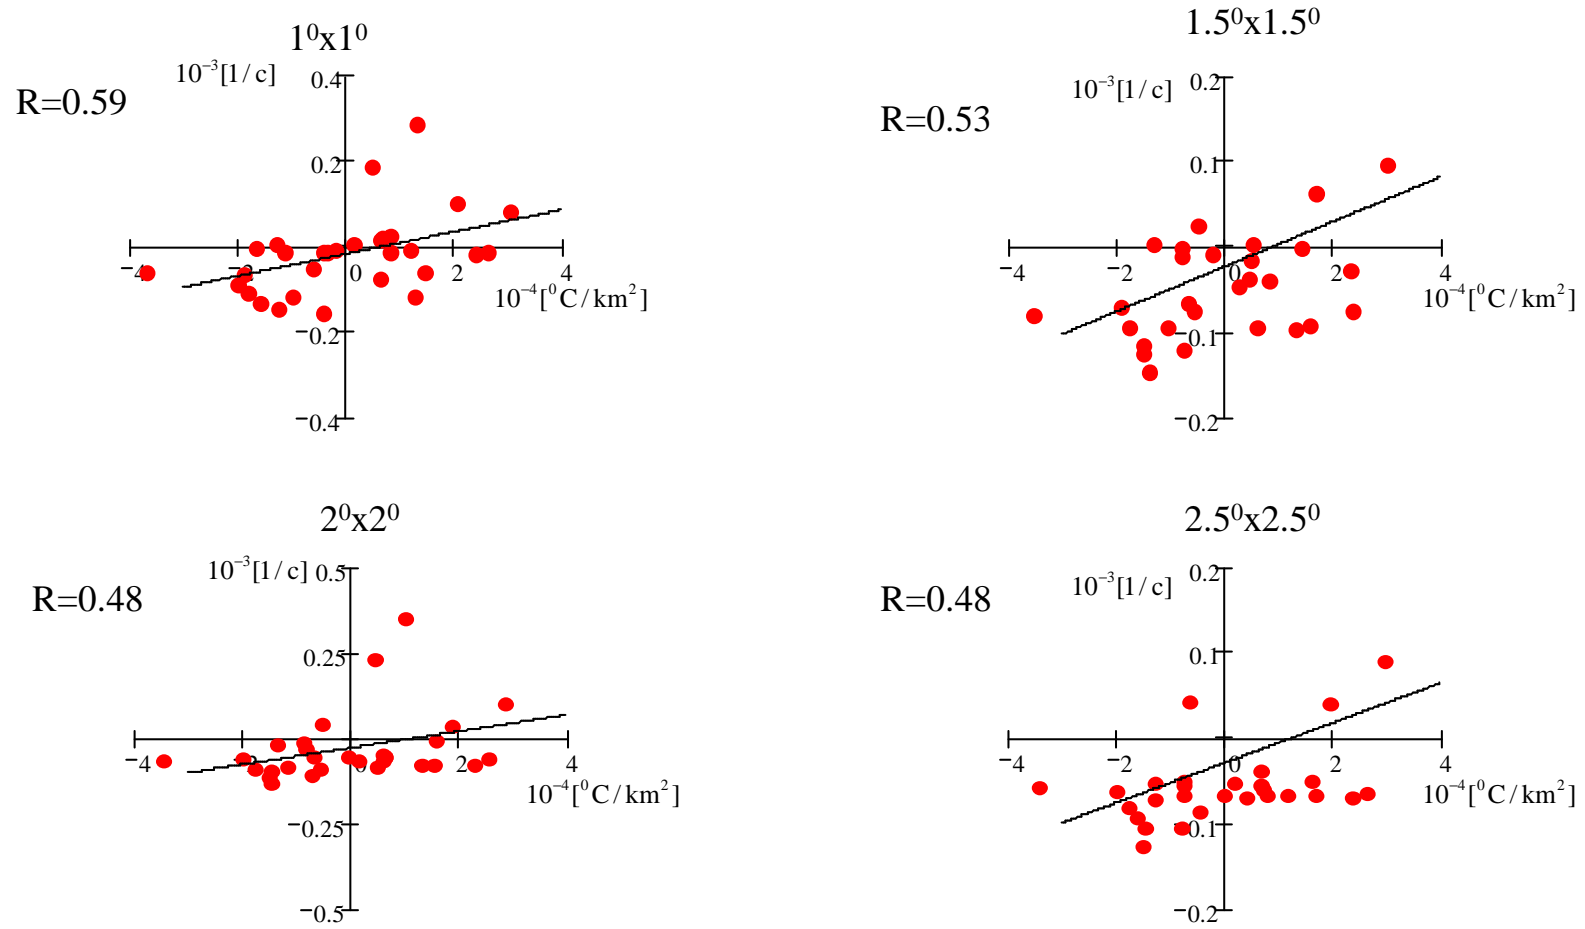 1⁰x1⁰
10⁻³[1/c]
R=0.59
0.4
0.2
−4
−2
0
2
4
10⁻⁴[⁰C/km²]
−0.2
−0.4
1.5⁰x1.5⁰
10⁻³[1/c]
R=0.53
0.2
0.1
−4
−2
0
2
4
10⁻⁴[⁰C/km²]
−0.1
−0.2
2⁰x2⁰
10⁻³[1/c]
R=0.48
0.5
0.25
−4
−2
0
2
4
10⁻⁴[⁰C/km²]
−0.25
−0.5
2.5⁰x2.5⁰
10⁻³[1/c]
R=0.48
0.2
0.1
−4
−2
0
2
4
10⁻⁴[⁰C/km²]
−0.1
−0.2